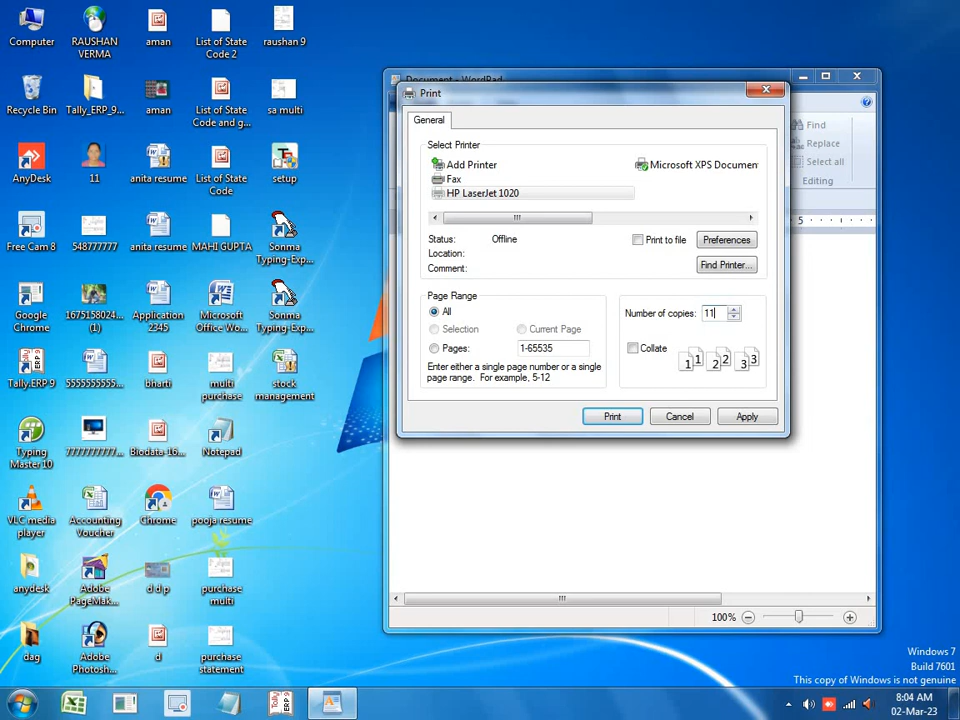 Computer
RAUSHAN
VERMA
aman
List of State
Code 2
raushan 9
Recycle Bin
Tally_ERP_9...
aman
List of State
Code and g...
sa multi
AnyDesk
11
anita resume
List of State
Code
setup
Free Cam 8
548777777
anita resume
MAHI GUPTA
Sonma
Typing-Exp...
Google
Chrome
1675158024...
(1)
Application
2345
Microsoft
Office Wo...
Sonma
Typing-Exp...
Tally.ERP 9
5555555555...
bharti
multi
purchase
stock
management
Typing
Master 10
7777777777...
Biodata-16...
Notepad
VLC media
player
Accounting
Voucher
Chrome
pooja resume
anydesk
Adobe
PageMak...
d d p
purchase
multi
dag
Adobe
Photosh...
d
purchase
statement
Document - WordPad
Print
General
Select Printer
Add Printer
Microsoft XPS Documen
Fax
HP LaserJet 1020
Status: Offline
Print to file
Preferences
Location:
Comment:
Find Printer...
Page Range
All
Selection
Current Page
Pages:
1-65535
Enter either a single page number or a single
page range. For example, 5-12
Number of copies: 11
Collate
1 1 2 2 3 3
Print
Cancel
Apply
Find
Replace
Select all
Editing
5
100%
Windows 7
Build 7601
This copy of Windows is not genuine
8:04 AM
02-Mar-23